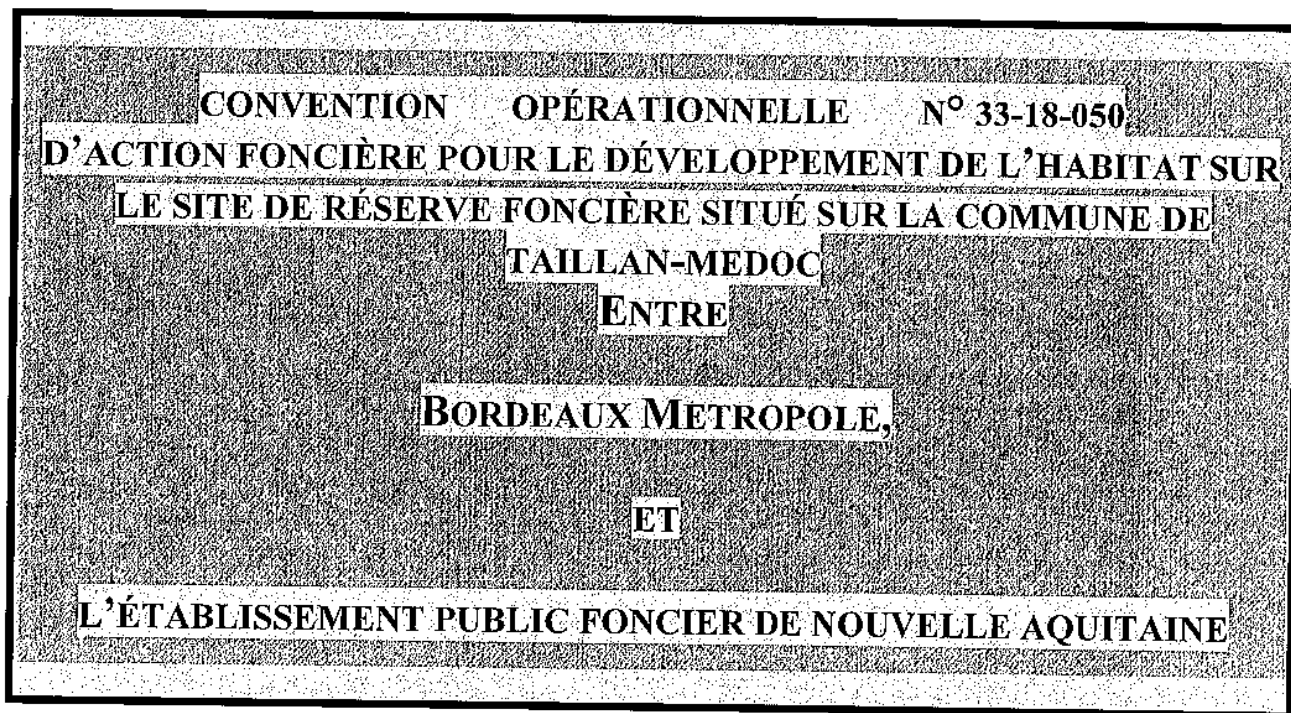 CONVENTION OPÉRATIONNELLE N° 33-18-050
D'ACTION FONCIÈRE POUR LE DÉVELOPPEMENT DE L'HABITAT SUR
LE SITE DE RÉSERVE FONCIÈRE SITUÉ SUR LA COMMUNE DE
TAILLAN-MEDOC
ENTRE
BORDEAUX METROPOLE,
ET
L'ÉTABLISSEMENT PUBLIC FONCIER DE NOUVELLE AQUITAINE